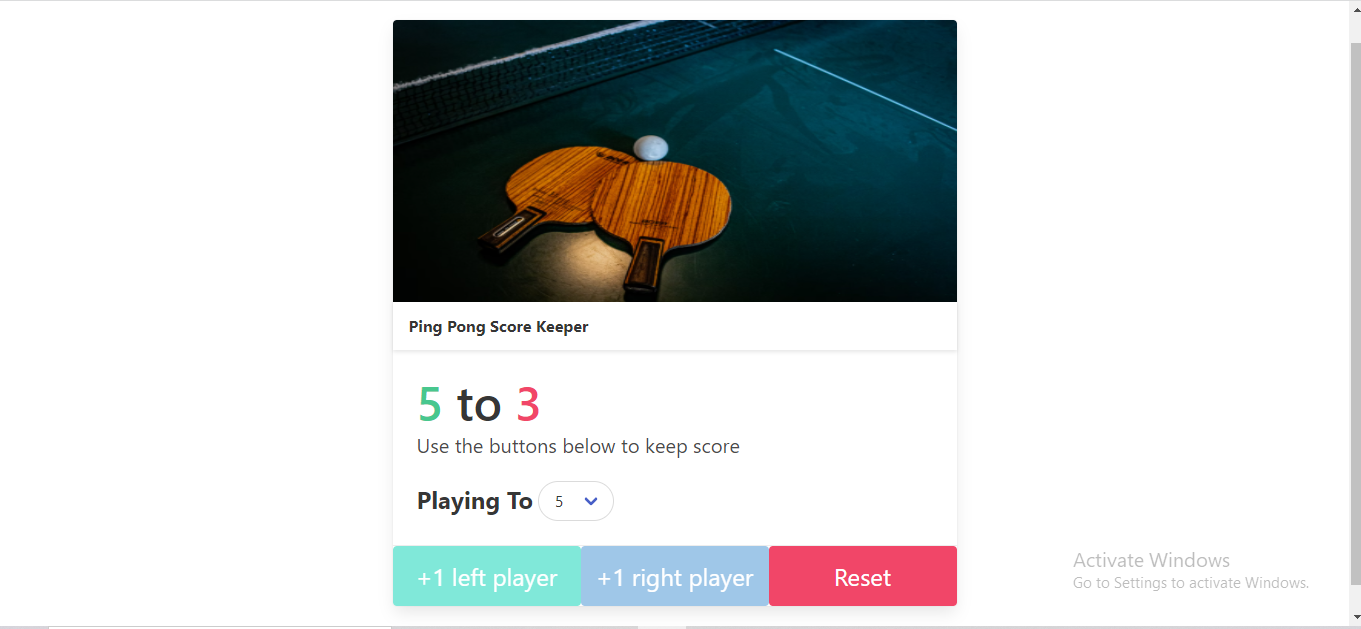 Ping Pong Score Keeper
5 to 3
Use the buttons below to keep score
Playing To 5
+1 left player +1 right player Reset
Activate Windows
Go to Settings to activate Windows.